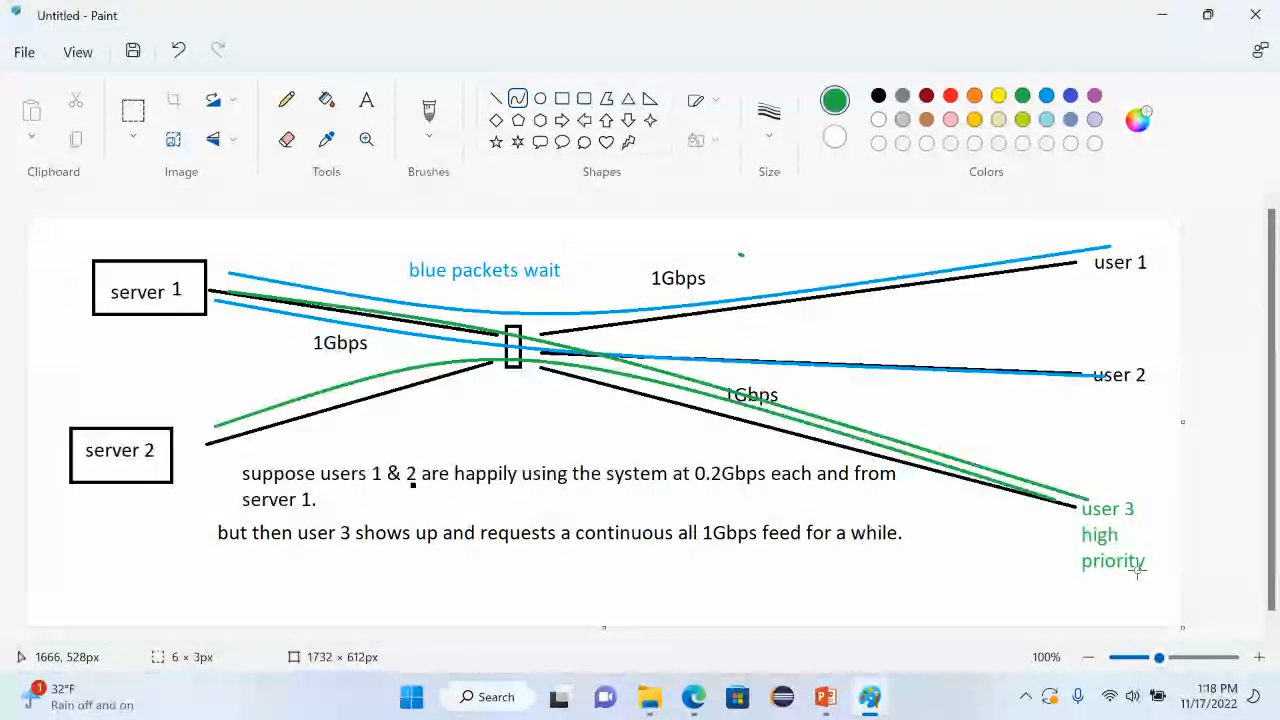 Untitled - Paint
File
View
Clipboard
Image
Tools
Brushes
Shapes
Size
Colors
blue packets wait
1Gbps
user 1
server 1
1Gbps
user 2
1Gbps
server 2
suppose users 1 & 2 are happily using the system at 0.2Gbps each and from
server 1.
user 3
high
priority
but then user 3 shows up and requests a continuous all 1Gbps feed for a while.
1666, 528px
6 × 3px
1732 × 612px
100%
1
32°F
Rain off and on
Search
1:18 PM
11/17/2022